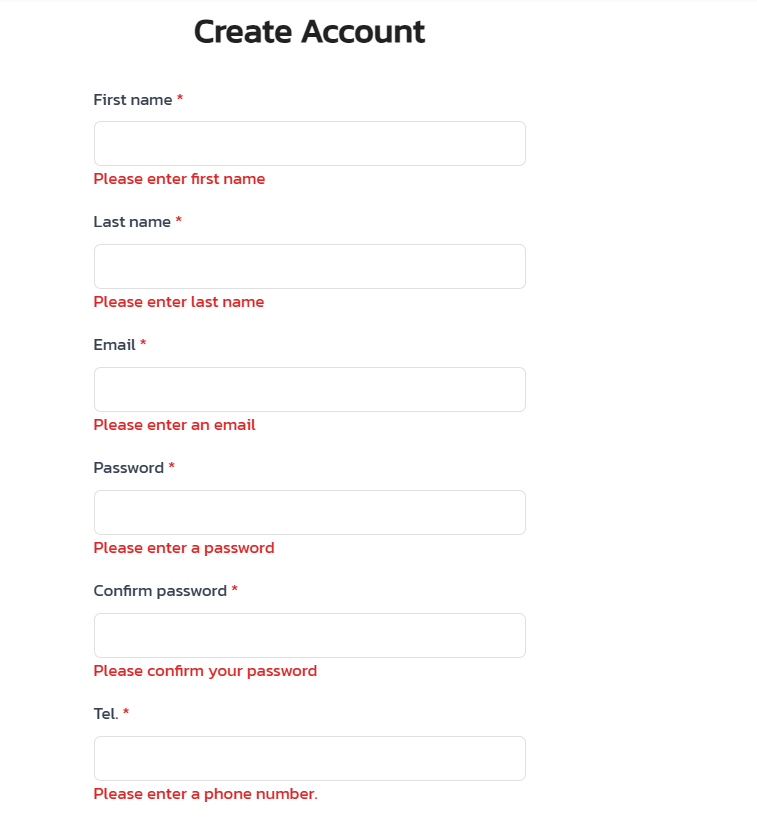 Create Account
First name *
Please enter first name
Last name *
Please enter last name
Email *
Please enter an email
Password *
Please enter a password
Confirm password *
Please confirm your password
Tel. *
Please enter a phone number.